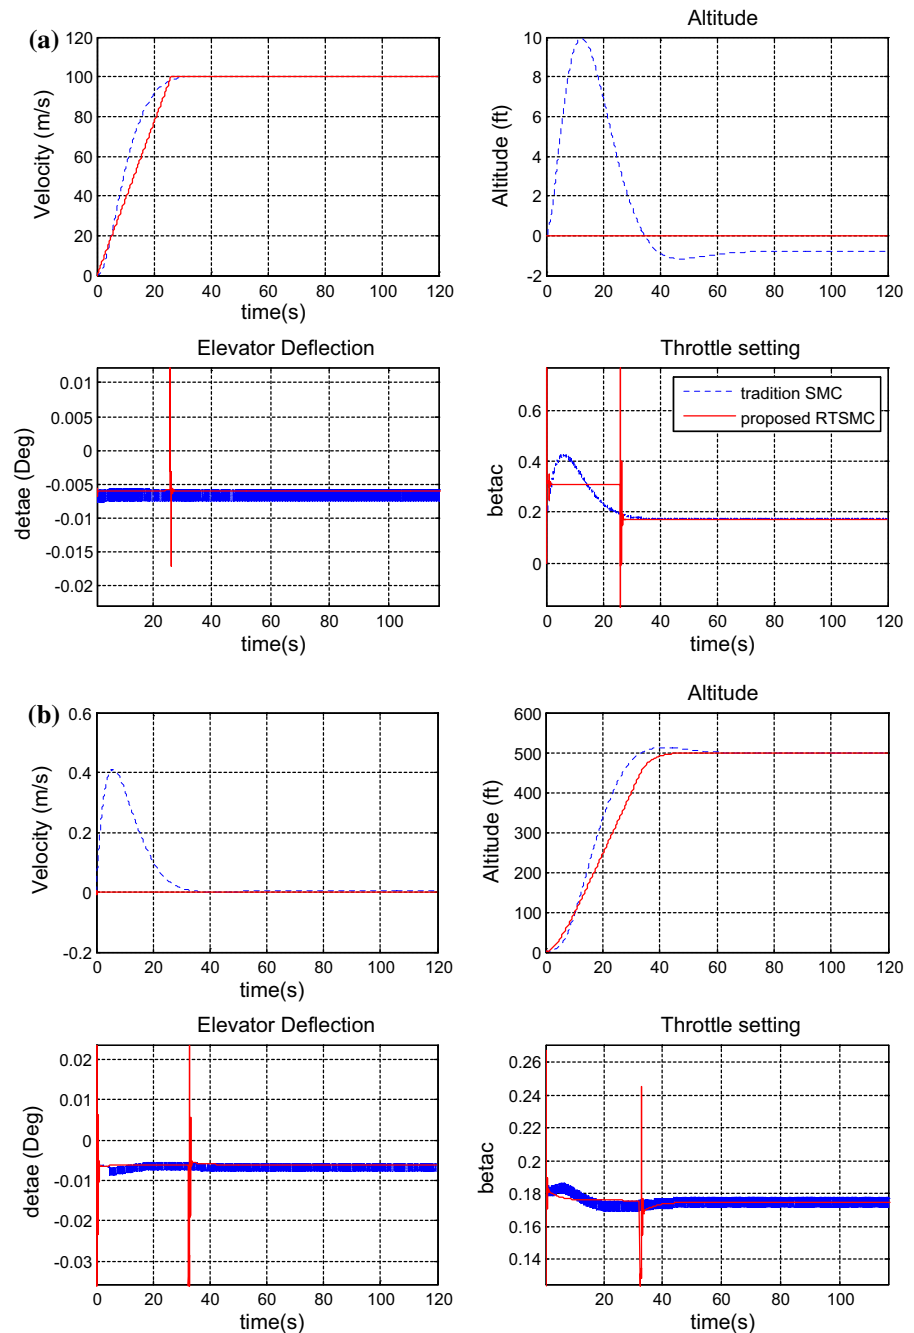 (a)
Velocity (m/s)
120
100
80
60
40
20
0
0 20 40 60 80 100 120
time(s)
Altitude
Altitude (ft)
10
8
6
4
2
0
-2
0 20 40 60 80 100 120
Elevator Deflection
detae (Deg)
0.01
0.005
0
-0.005
-0.01
-0.015
-0.02
20 40 60 80 100
time(s)
Throttle setting
betac
0.6
0.4
0.2
0
tradition SMC
proposed RTSMC
0 20 40 60 80 100 120
time(s)
(b)
Velocity (m/s)
0.6
0.4
0.2
0
-0.2
0 20 40 60 80 100 120
time(s)
Altitude
Altitude (ft)
600
500
400
300
200
100
0
0 20 40 60 80 100 120
Elevator Deflection
detae (Deg)
0.02
0.01
0
-0.01
-0.02
-0.03
0 20 40 60 80 100 120
time(s)
Throttle setting
betac
0.26
0.24
0.22
0.2
0.18
0.16
0.14
0 20 40 60 80 100
time(s)